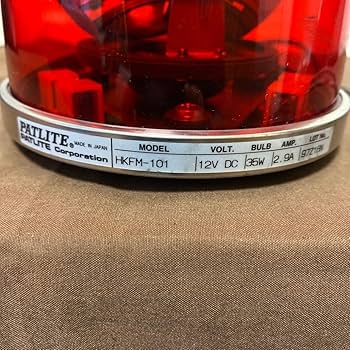 PATLITE® MADE IN JAPAN
PATLITE Corporation
MODEL VOLT. BULB AMP. LOT No.
HKFM-101 12V DC 35W 2.9A